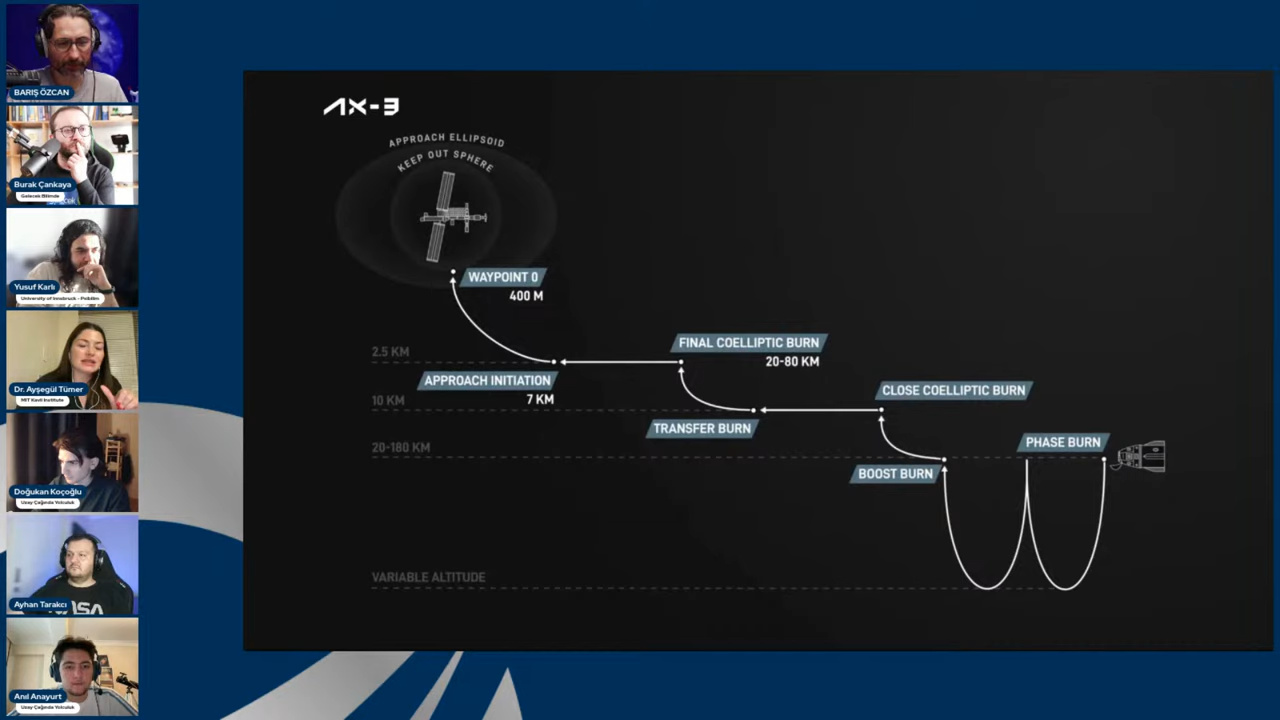 BARIŞ ÖZCAN
Burak Çankaya
Gelecek Bilimde
Yusuf Karlı
University of Innsbruck - Pobilim
Dr. Ayşegül Tümer
MIT Kavli Institute
Doğukan Koçoğlu
Uzay Çağında Yolculuk
Ayhan Tarakcı
NASA
Anıl Anayurt
Uzay Çağında Yolculuk
AX-3
APPROACH ELLIPSOID
KEEP OUT SPHERE
WAYPOINT 0
400 M
2.5 KM
FINAL COELLIPTIC BURN
20-80 KM
APPROACH INITIATION
7 KM
10 KM
CLOSE COELLIPTIC BURN
TRANSFER BURN
20-180 KM
PHASE BURN
BOOST BURN
VARIABLE ALTITUDE